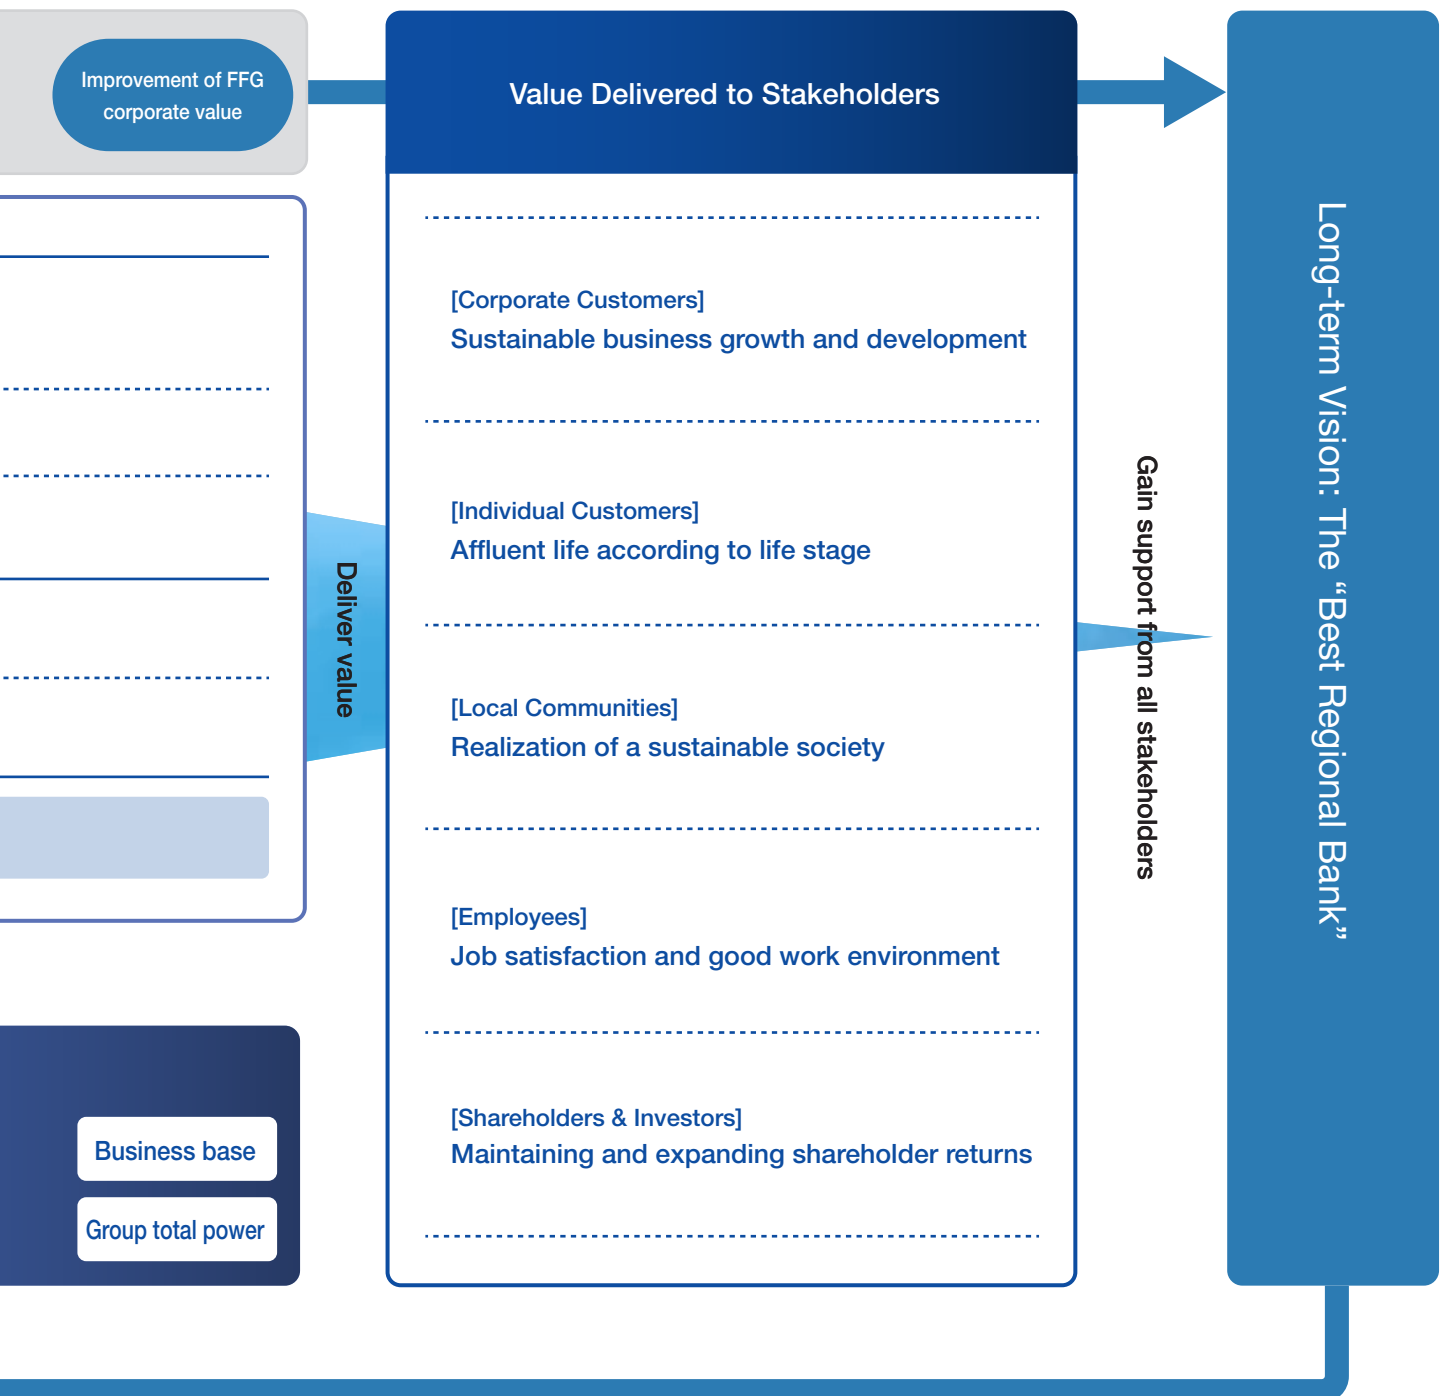 Improvement of FFG
corporate value
Value Delivered to Stakeholders
[Corporate Customers]
Sustainable business growth and development
[Individual Customers]
Affluent life according to life stage
[Local Communities]
Realization of a sustainable society
[Employees]
Job satisfaction and good work environment
[Shareholders & Investors]
Maintaining and expanding shareholder returns
Deliver value
Gain support from all stakeholders
Long-term Vision: The “Best Regional Bank”
Business base
Group total power